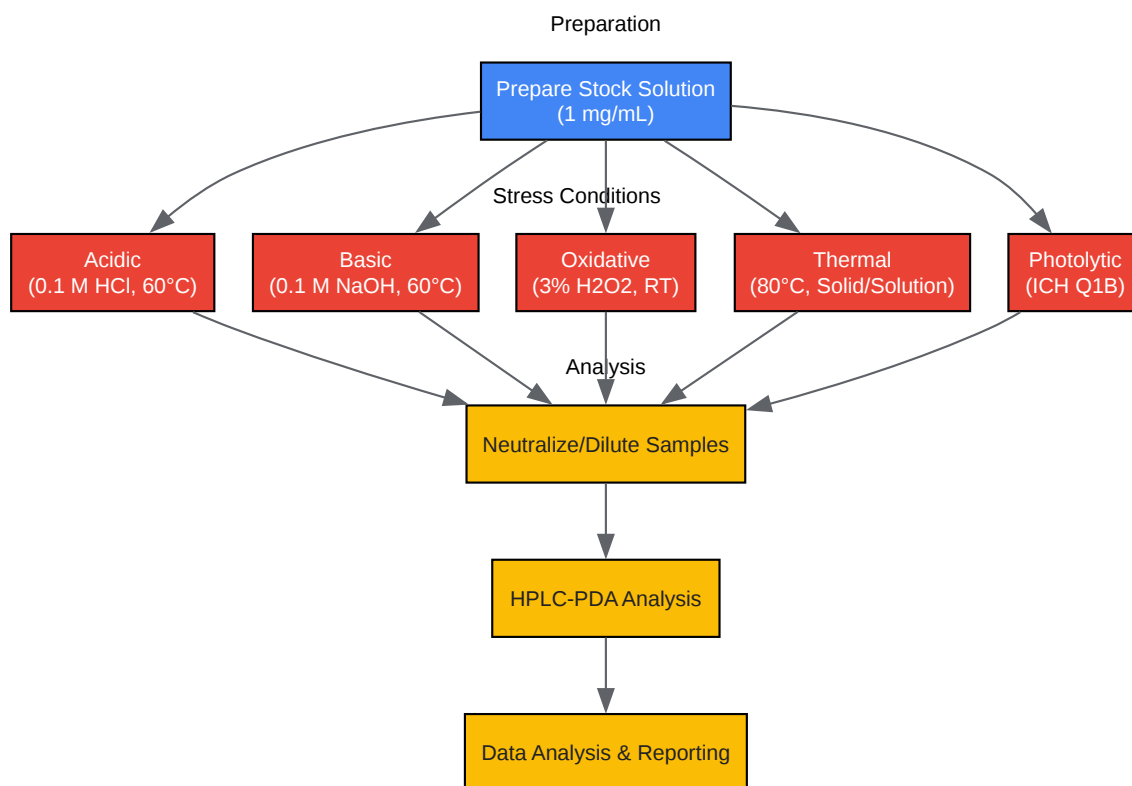 Preparation
Prepare Stock Solution
(1 mg/mL)
Stress Conditions
Acidic
(0.1 M HCl, 60°C)
Basic
(0.1 M NaOH, 60°C)
Oxidative
(3% H2O2, RT)
Thermal
(80°C, Solid/Solution)
Photolytic
(ICH Q1B)
Analysis
Neutralize/Dilute Samples
HPLC-PDA Analysis
Data Analysis & Reporting